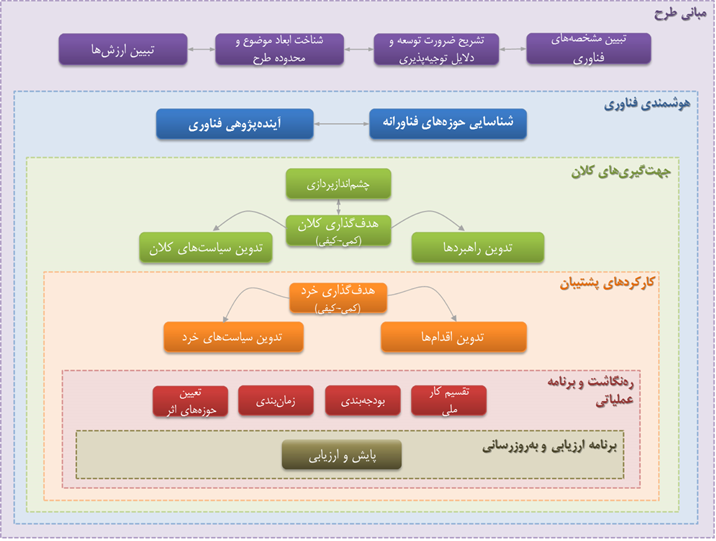 مبانی طرح
تبیین مشخصه‌های
فناوری
تشریح ضرورت توسعه و
دلایل توجیه‌پذیری
شناخت ابعاد موضوع و
محدوده طرح
تبیین ارزش‌ها
هوشمندی فناوری
شناسایی حوزه‌های فناورانه
آینده‌پژوهی فناوری
جهت‌گیری‌های کلان
چشم‌اندازپردازی
هدف‌گذاری کلان
(کمی-کیفی)
تدوین راهبردها
تدوین سیاست‌های کلان
کارکردهای پشتیبان
هدف‌گذاری خرد
(کمی-کیفی)
تدوین اقدام‌ها
تدوین سیاست‌های خرد
ره‌نگاشت و برنامه
عملیاتی
تقسیم کار
ملی
بودجه‌بندی
زمان‌بندی
تعیین
حوزه‌های اثر
برنامه ارزیابی و به‌روزرسانی
پایش و ارزیابی